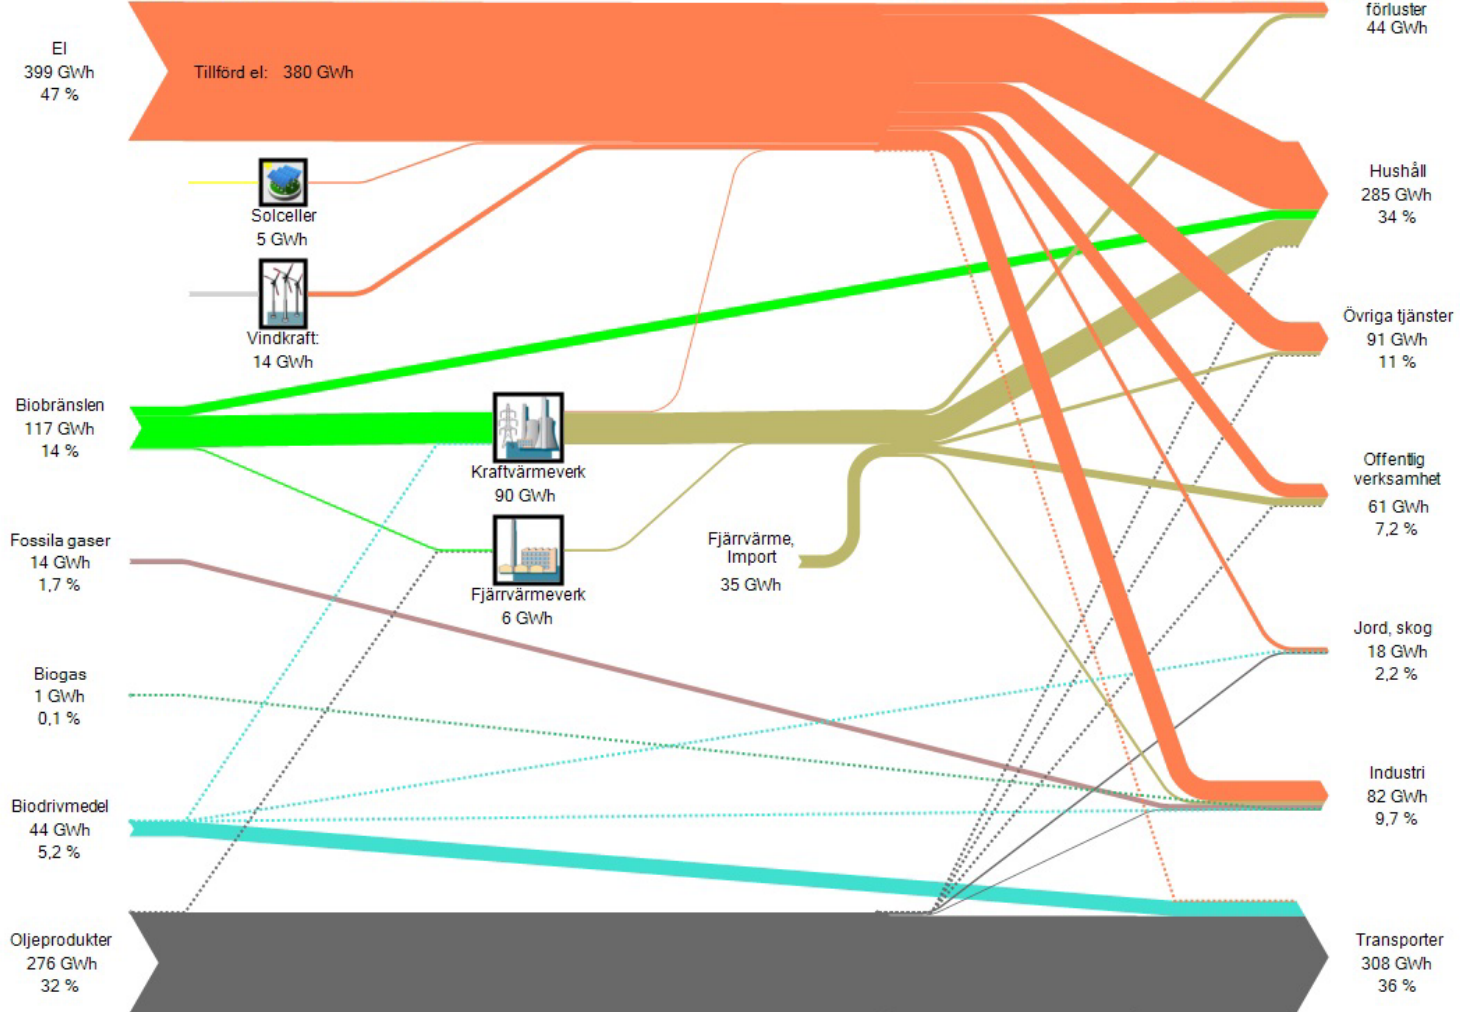 El
399 GWh
47 %
Tillförd el: 380 GWh
Solceller
5 GWh
Vindkraft:
14 GWh
Biobränslen
117 GWh
14 %
Kraftvärmeverk
90 GWh
Fossila gaser
14 GWh
1,7 %
Fjärrvärmeverk
6 GWh
Fjärrvärme,
Import
35 GWh
Biogas
1 GWh
0,1 %
Biodrivmedel
44 GWh
5,2 %
Oljeprodukter
276 GWh
32 %
förluster
44 GWh
Hushåll
285 GWh
34 %
Övriga tjänster
91 GWh
11 %
Offentlig
verksamhet
61 GWh
7,2 %
Jord, skog
18 GWh
2,2 %
Industri
82 GWh
9,7 %
Transporter
308 GWh
36 %